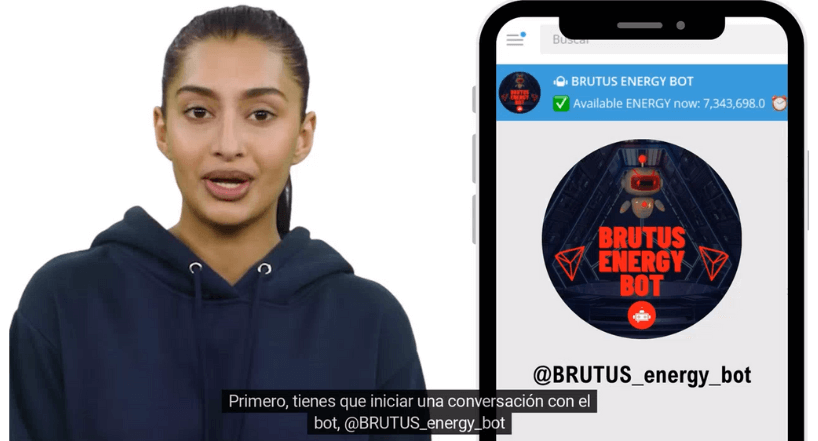 Buscar
BRUTUS ENERGY BOT
Available ENERGY now: 7,343,698.0
BRUTUS
ENERGY
BOT
BRUTUS
ENERGY
BOT
@BRUTUS_energy_bot
Primero, tienes que iniciar una conversación con el
bot, @BRUTUS_energy_bot